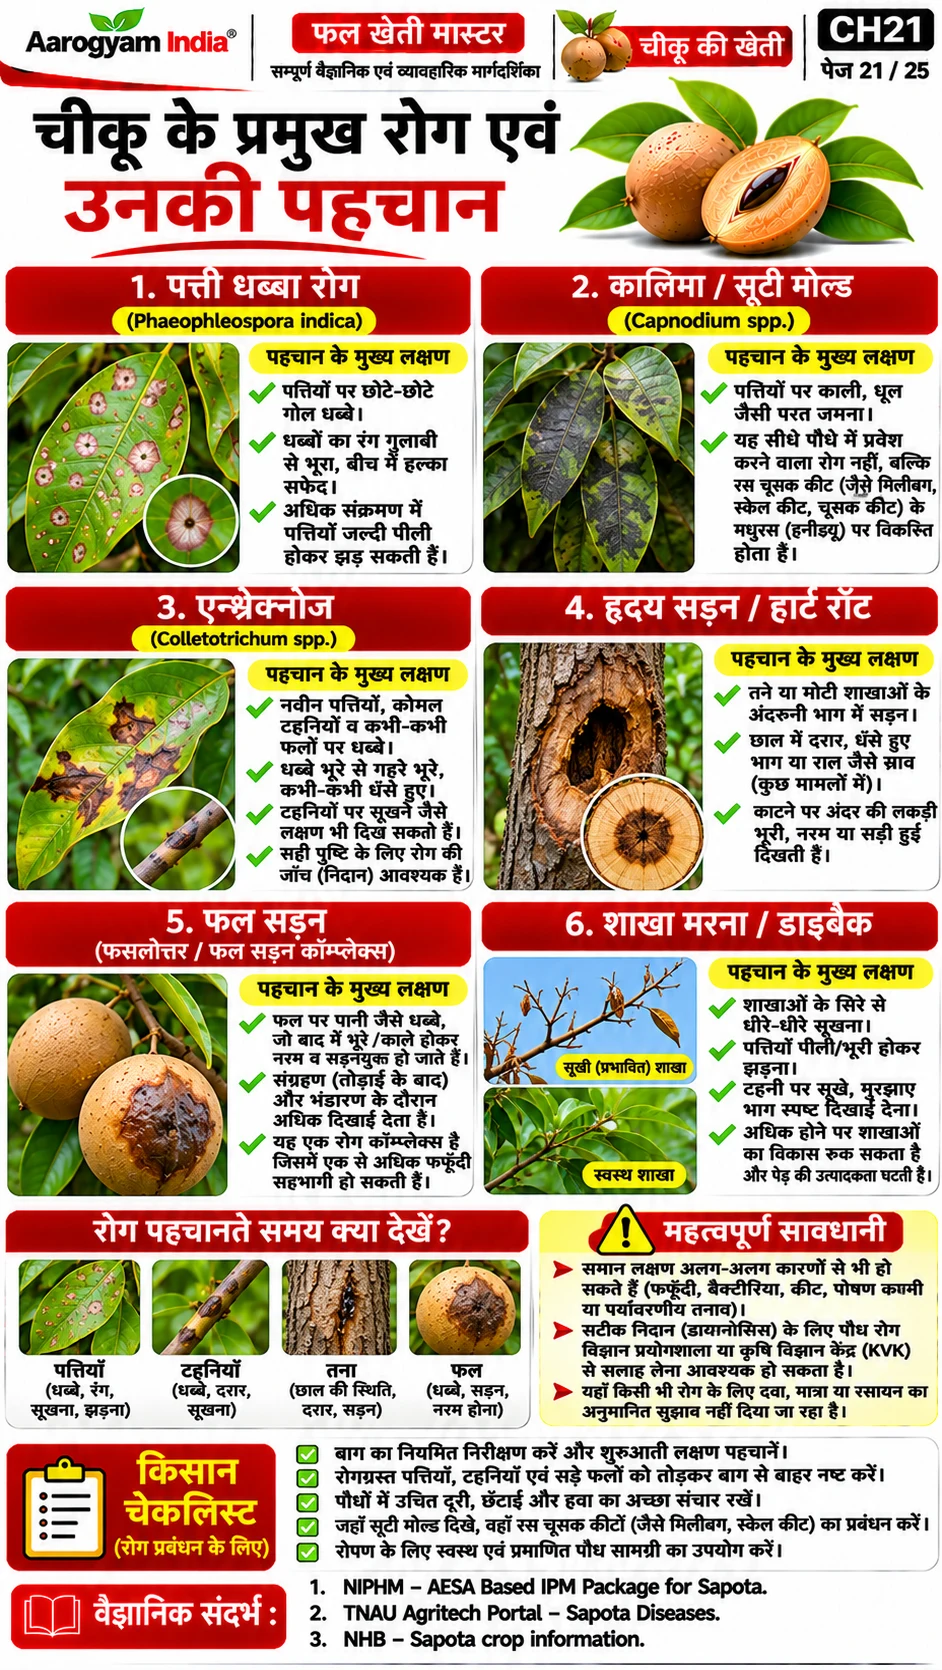 Aarogyam India®
फल खेती मास्टर
सम्पूर्ण वैज्ञानिक एवं व्यावहारिक मार्गदर्शिका
चीकू की खेती
CH21
पेज 21 / 25
चीकू के प्रमुख रोग एवं
उनकी पहचान
1. पत्ती धब्बा रोग
(Phaeophleospora indica)
पहचान के मुख्य लक्षण
पत्तियों पर छोटे-छोटे
गोल धब्बे।
धब्बों का रंग गुलाबी
से भूरा, बीच में हल्का
सफेद।
अधिक संक्रमण में
पत्तियों जल्दी पीली
होकर झड़ सकती हैं।
2. कालिमा / सूटी मोल्ड
(Capnodium spp.)
पहचान के मुख्य लक्षण
पत्तियों पर काली, धूल
जैसी परत जमना।
यह सीधे पौधे में प्रवेश
करने वाला रोग नहीं, बल्कि
रस चूसक कीट (जैसे मिलीबग,
स्केल कीट, चूसक कीट) के
मधुरस (हनीड्यू) पर विकसित
होता हैं।
3. एन्थ्रेक्नोज
(Colletotrichum spp.)
पहचान के मुख्य लक्षण
नवीन पत्तियों, कोमल
टहनियों व कभी-कभी
फलों पर धब्बे।
धब्बे भूरे से गहरे भूरे,
कभी-कभी धँसे हुए।
टहनियों पर सूखने जैसे
लक्षण भी दिख सकते हैं।
सही पुष्टि के लिए रोग की
जाँच (निदान) आवश्यक हैं।
4. हृदय सड़न / हार्ट रॉट
पहचान के मुख्य लक्षण
तने या मोटी शाखाओं के
अंदरुनी भाग में सड़न।
छाल में दरार, धँसे हुए
भाग या राल जैसे स्राव
(कुछ मामलों में)।
काटने पर अंदर की लकड़ी
भूरी, नरम या सड़ी हुई
दिखती हैं।
5. फल सड़न
(फसलोत्तर / फल सड़न कॉम्प्लेक्स)
पहचान के मुख्य लक्षण
फल पर पानी जैसे धब्बे,
जो बाद में भूरे/काले होकर
नरम व सड़नयुक्त हो जाते हैं।
संग्रहण (तोड़ाई के बाद)
और भंडारण के दौरान
अधिक दिखाई देता हैं।
यह एक रोग कॉम्प्लेक्स है
जिसमें एक से अधिक फफूँदी
सहभागी हो सकती हैं।
6. शाखा मरना / डाइबैक
सूखी (प्रभावित) शाखा
स्वस्थ शाखा
पहचान के मुख्य लक्षण
शाखाओं के सिरे से
धीरे-धीरे सूखना।
पत्तियों पीली/भूरी होकर
झड़ना।
टहनी पर सूखे, मुरझाए
भाग स्पष्ट दिखाई देना।
अधिक होने पर शाखाओं
का विकास रुक सकता है
और पेड़ की उत्पादकता घटती हैं।
रोग पहचानते समय क्या देखें?
पत्तियाँ
(धब्बे, रंग,
सूखना, झड़ना)
टहनियाँ
(धब्बे, दरार,
सूखना)
तना
(छाल की स्थिति,
दरार, सड़न)
फल
(धब्बे, सड़न,
नरम होना)
महत्वपूर्ण सावधानी
समान लक्षण अलग-अलग कारणों से भी हो
सकते हैं (फफूँदी, बैक्टीरिया, कीट, पोषण कमी
या पर्यावरणीय तनाव)।
सटीक निदान (डायग्नोसिस) के लिए पौध रोग
विज्ञान प्रयोगशाला या कृषि विज्ञान केंद्र (KVK)
से सलाह लेना आवश्यक हो सकता है।
यहाँ किसी भी रोग के लिए दवा, मात्रा या रसायन का
अनुमानित सुझाव नहीं दिया जा रहा है।
किसान
चेकलिस्ट
(रोग प्रबंधन के लिए)
बाग का नियमित निरीक्षण करें और शुरुआती लक्षण पहचानें।
रोगग्रस्त पत्तियाँ, टहनियाँ एवं सड़े फलों को तोड़कर बाग से बाहर नष्ट करें।
पौधों में उचित दूरी, छँटाई और हवा का अच्छा संचार रखें।
जहाँ सूटी मोल्ड दिखे, वहाँ रस चूसक कीटों (जैसे मिलीबग, स्केल कीट) का प्रबंधन करें।
रोपण के लिए स्वस्थ एवं प्रमाणित पौध सामग्री का उपयोग करें।
वैज्ञानिक संदर्भ :
1. NIPHM – AESA Based IPM Package for Sapota.
2. TNAU Agritech Portal – Sapota Diseases.
3. NHB – Sapota crop information.